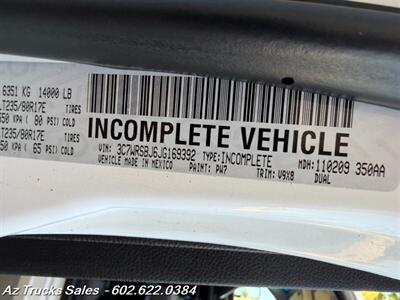 6351 KG 14000 LB
LT235/80R17E TIRES
550 KPA ( 80 PSI) COLD
LT235/80R17E TIRES
450 KPA ( 65 PSI) COLD
INCOMPLETE VEHICLE
VIN: 3C7WRSBJ6JG169392 TYPE:INCOMPLETE MDH:110209 350AA
VEHICLE MADE IN MEXICO PAINT: PW7 TRIM: V9X8 DUAL
Az Trucks Sales - 602.622.0384